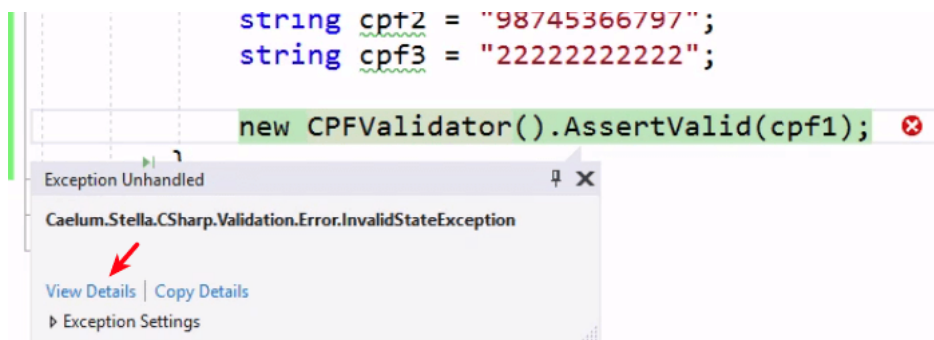 string cpf2 = "98745366797";
string cpf3 = "22222222222";
new CPFValidator().AssertValid(cpf1);
}
Exception Unhandled
Caelum.Stella.CSharp.Validation.Error.InvalidStateException
View Details | Copy Details
Exception Settings